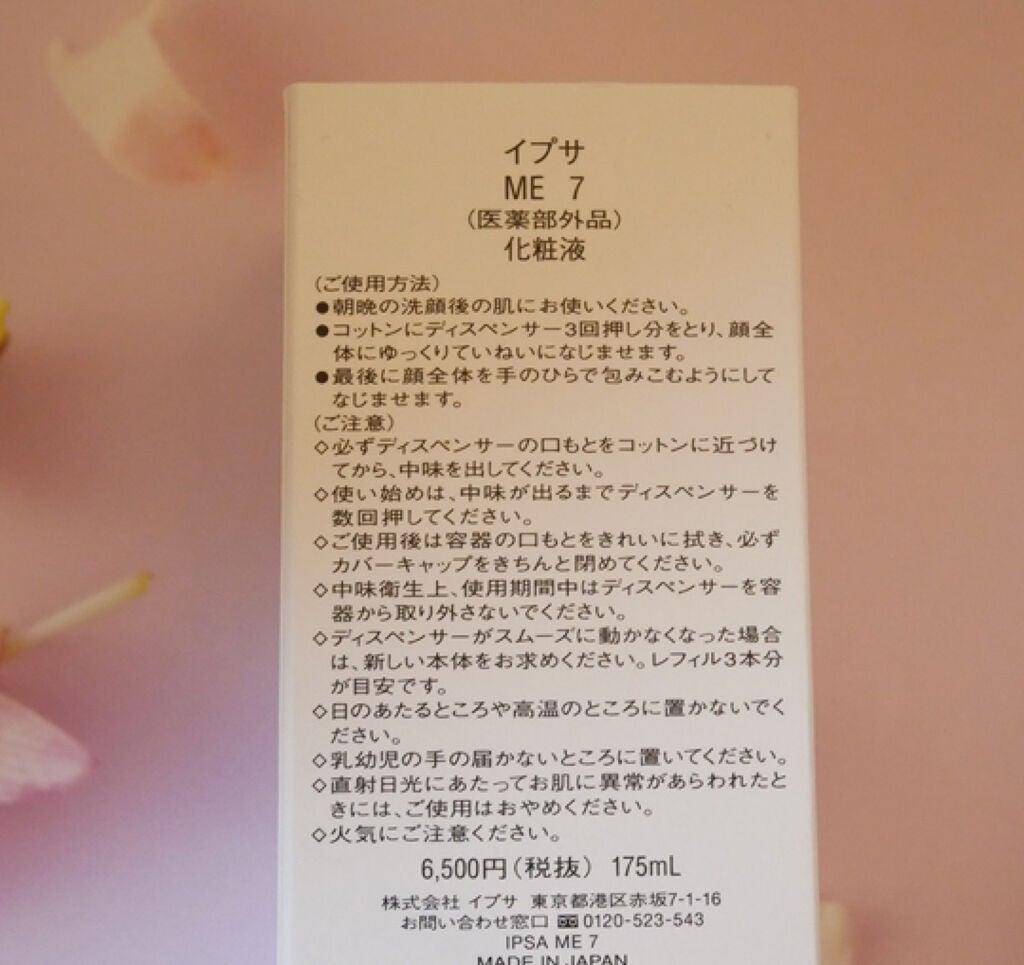 イプサ
ME 7
（医薬部外品）
化粧液
（ご使用方法）
●朝晩の洗顔後の肌にお使いください。
●コットンにディスペンサー3回押し分をとり、顔全
体にゆっくりていねいになじませます。
●最後に顔全体を手のひらで包みこむようにして
なじませます。
（ご注意）
◇必ずディスペンサーの口もとをコットンに近づけ
てから、中味を出してください。
◇使い始めは、中味が出るまでディスペンサーを
数回押してください。
◇ご使用後は容器の口もとをきれいに拭き、必ず
カバーキャップをきちんと閉めてください。
◇中味衛生上、使用期間中はディスペンサーを容
器から取り外さないでください。
◇ディスペンサーがスムーズに動かなくなった場合
は、新しい本体をお求めください。レフィル3本分
が目安です。
◇日のあたるところや高温のところに置かないでく
ださい。
◇乳幼児の手の届かないところに置いてください。
◇直射日光にあたってお肌に異常があらわれたと
きには、ご使用はおやめください。
◇火気にご注意ください。
6,500円（税抜） 175mL
株式会社 イプサ 東京都港区赤坂7-1-16
お問い合わせ窓口 0120-523-543
IPSA ME 7
MADE IN JAPAN